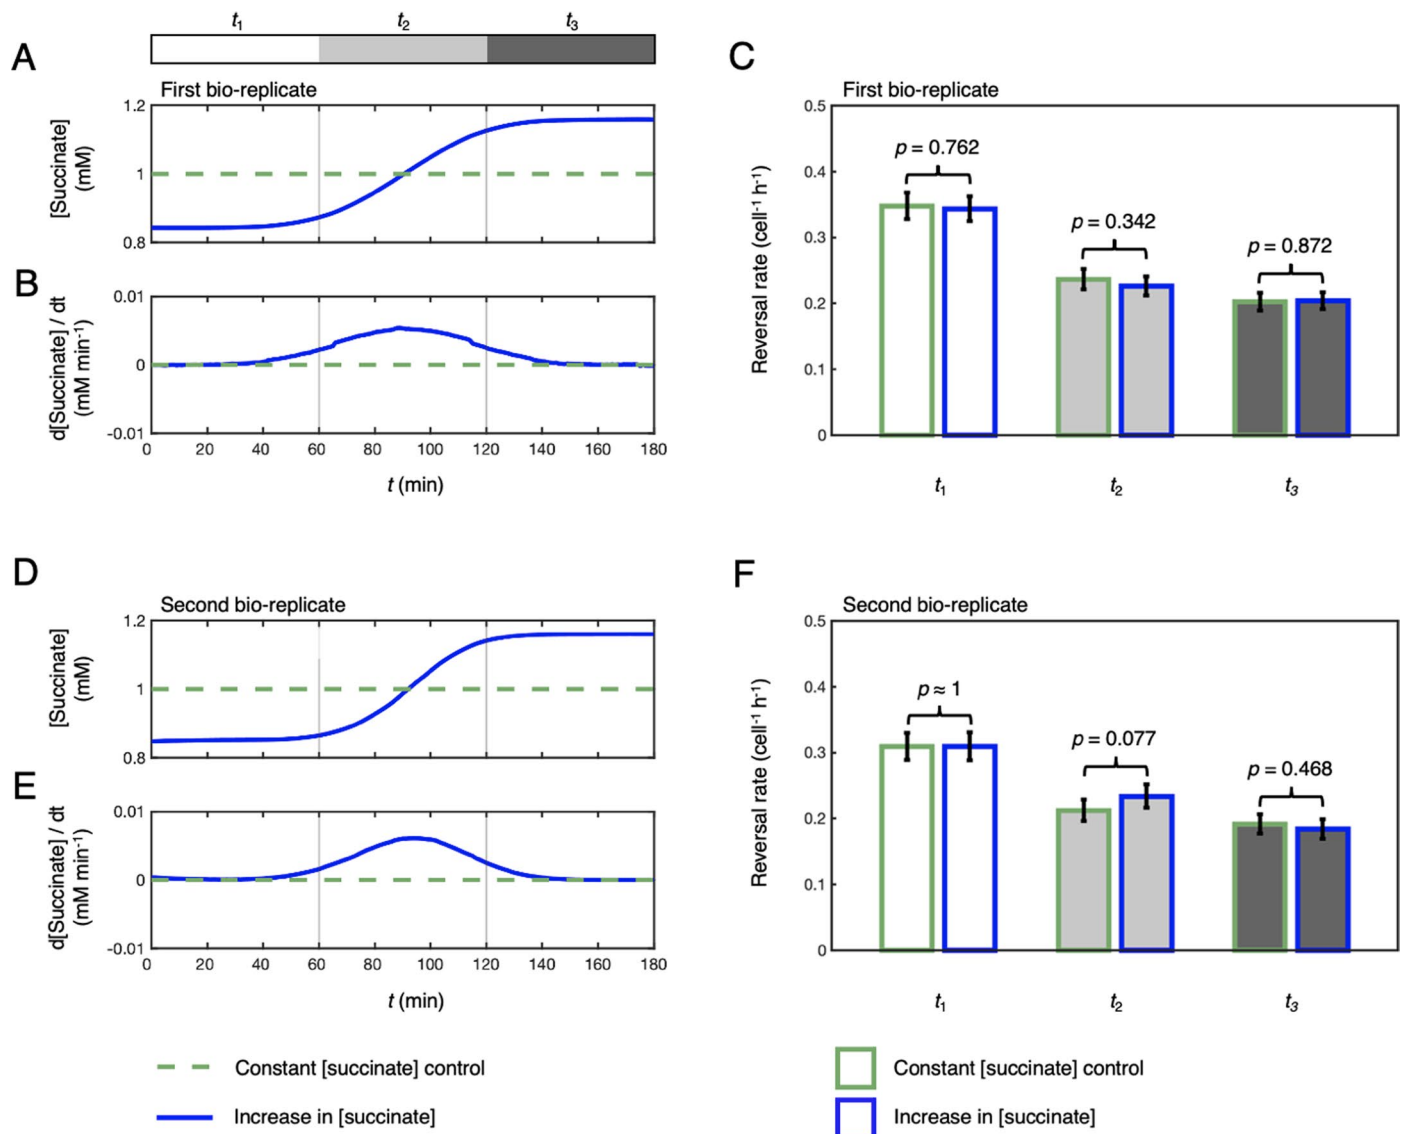 t1 t2 t3
A
First bio-replicate
1.2
1
0.8
[Succinate]
(mM)
B
0.01
0
-0.01
d[Succinate] / dt
(mM min-1)
0 20 40 60 80 100 120 140 160 180
t (min)
C
First bio-replicate
0.5
0.4
0.3
0.2
0.1
0
Reversal rate (cell-1 h-1)
p = 0.762
p = 0.342
p = 0.872
t1 t2 t3
D
Second bio-replicate
1.2
1
0.8
[Succinate]
(mM)
E
0.01
0
-0.01
d[Succinate] / dt
(mM min-1)
0 20 40 60 80 100 120 140 160 180
t (min)
F
Second bio-replicate
0.5
0.4
0.3
0.2
0.1
0
Reversal rate (cell-1 h-1)
p ≈ 1
p = 0.077
p = 0.468
t1 t2 t3
Constant [succinate] control
Increase in [succinate]
Constant [succinate] control
Increase in [succinate]